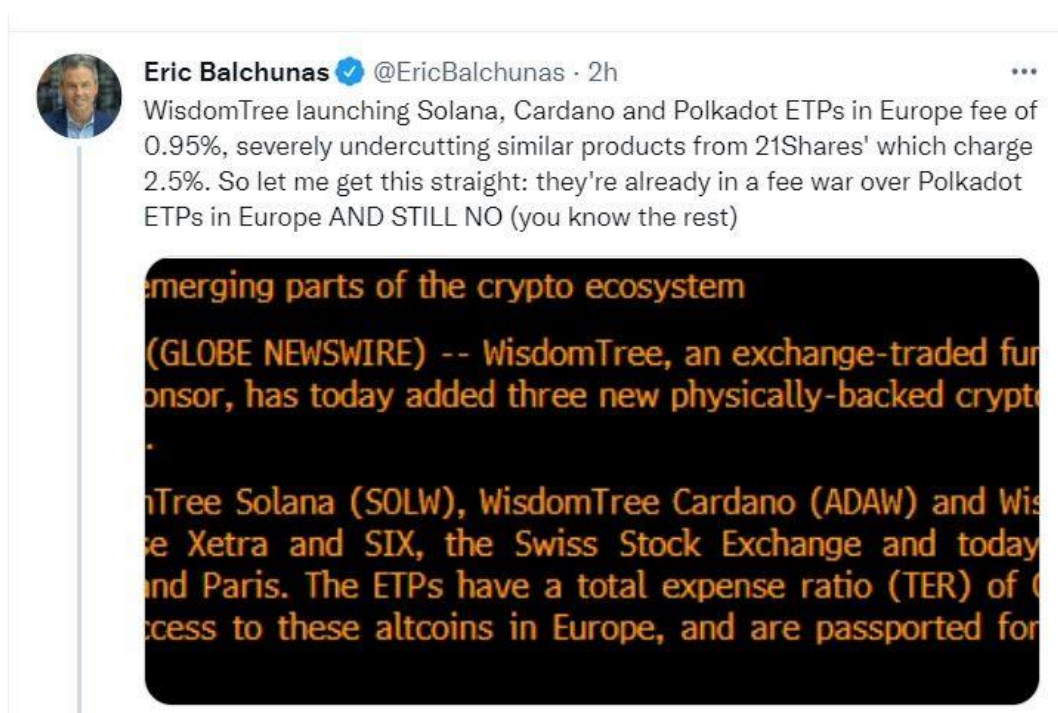 Eric Balchunas @EricBalchunas · 2h
WisdomTree launching Solana, Cardano and Polkadot ETPs in Europe fee of
0.95%, severely undercutting similar products from 21Shares' which charge
2.5%. So let me get this straight: they're already in a fee war over Polkadot
ETPs in Europe AND STILL NO (you know the rest)
emerging parts of the crypto ecosystem
(GLOBE NEWSWIRE) -- WisdomTree, an exchange-traded fun
onsor, has today added three new physically-backed crypto
.
nTree Solana (SOLW), WisdomTree Cardano (ADAW) and Wis
se Xetra and SIX, the Swiss Stock Exchange and today
and Paris. The ETPs have a total expense ratio (TER) of
ccess to these altcoins in Europe, and are passported for